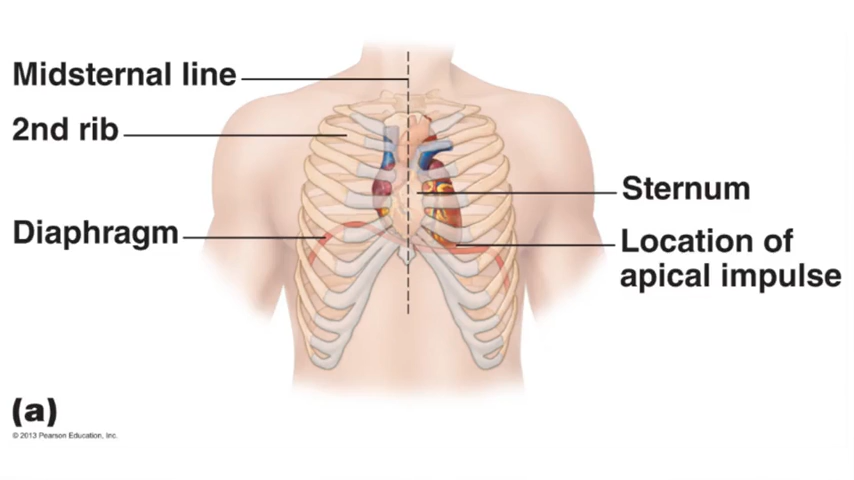 Midsternal line
2nd rib
Diaphragm
Sternum
Location of
apical impulse
(a)
© 2013 Pearson Education, Inc.